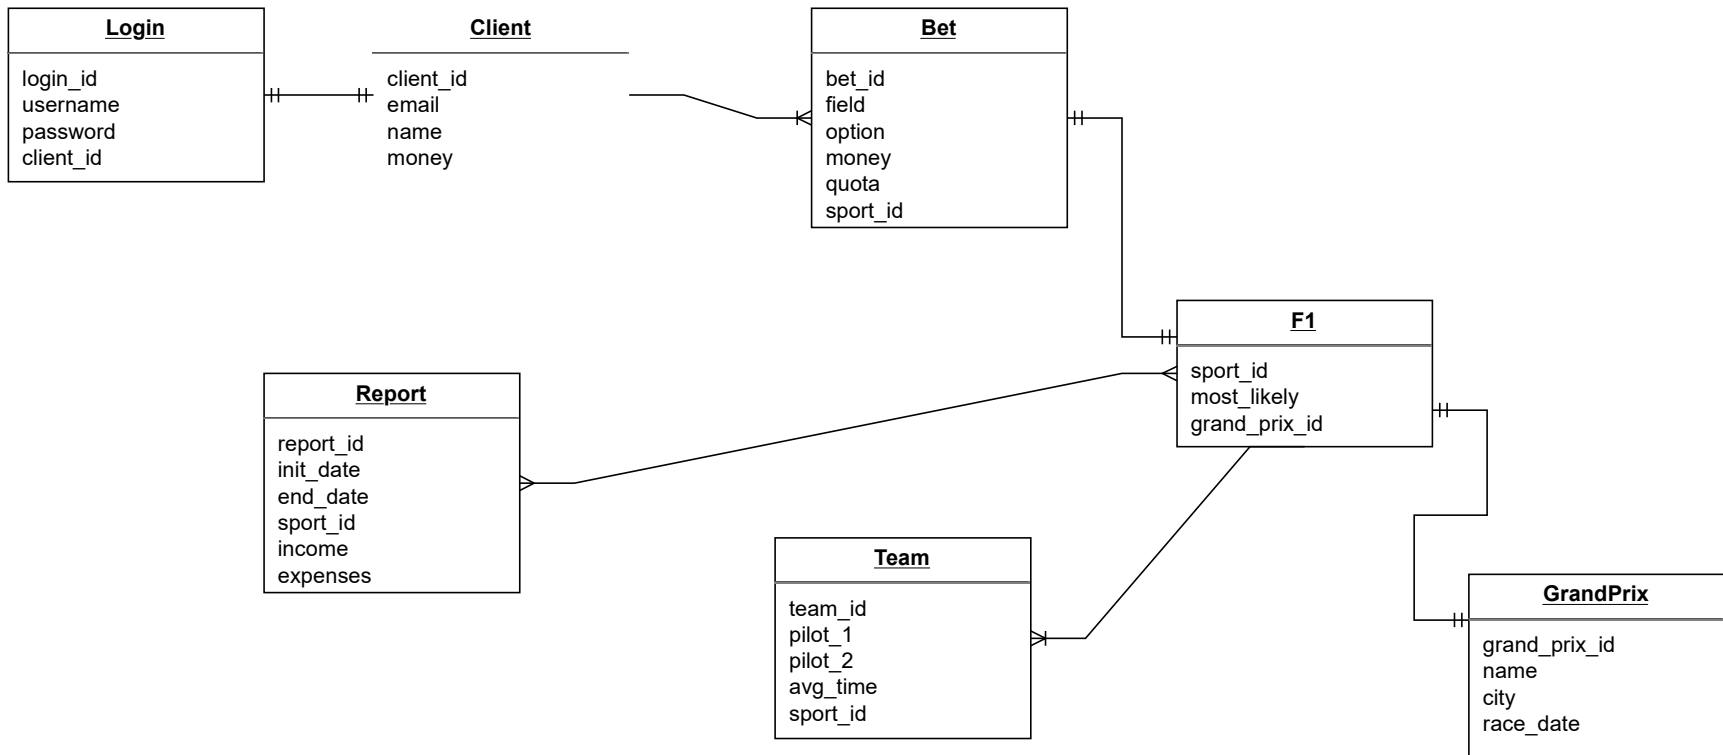 Login
login_id
username
password
client_id
Client
client_id
email
name
money
Bet
bet_id
field
option
money
quota
sport_id
F1
sport_id
most_likely
grand_prix_id
Report
report_id
init_date
end_date
sport_id
income
expenses
Team
team_id
pilot_1
pilot_2
avg_time
sport_id
GrandPrix
grand_prix_id
name
city
race_date